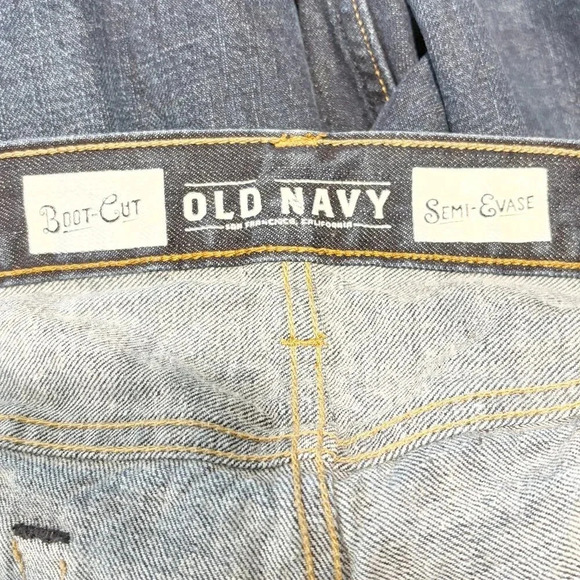 BOOT-CUT
OLD NAVY
SAN FRANCISCO, CALIFORNIA
SEMI-EVASE